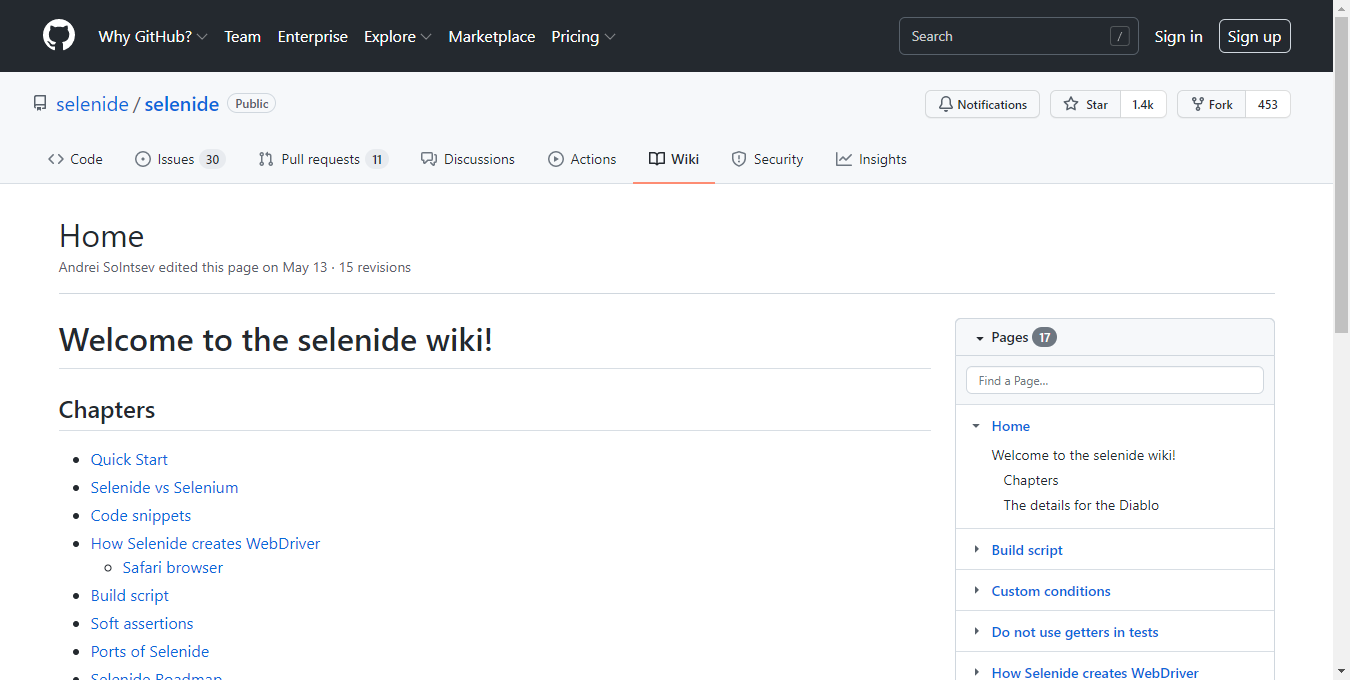 Why GitHub? Team Enterprise Explore Marketplace Pricing Search / Sign in Sign up
selenide / selenide Public Notifications Star 1.4k Fork 453
Code Issues 30 Pull requests 11 Discussions Actions Wiki Security Insights
Home
Andrei Solntsev edited this page on May 13 · 15 revisions
Welcome to the selenide wiki!
Chapters
Quick Start
Selenide vs Selenium
Code snippets
How Selenide creates WebDriver
Safari browser
Build script
Soft assertions
Ports of Selenide
Selenide Roadmap
Pages 17
Find a Page...
Home
Welcome to the selenide wiki!
Chapters
The details for the Diablo
Build script
Custom conditions
Do not use getters in tests
How Selenide creates WebDriver